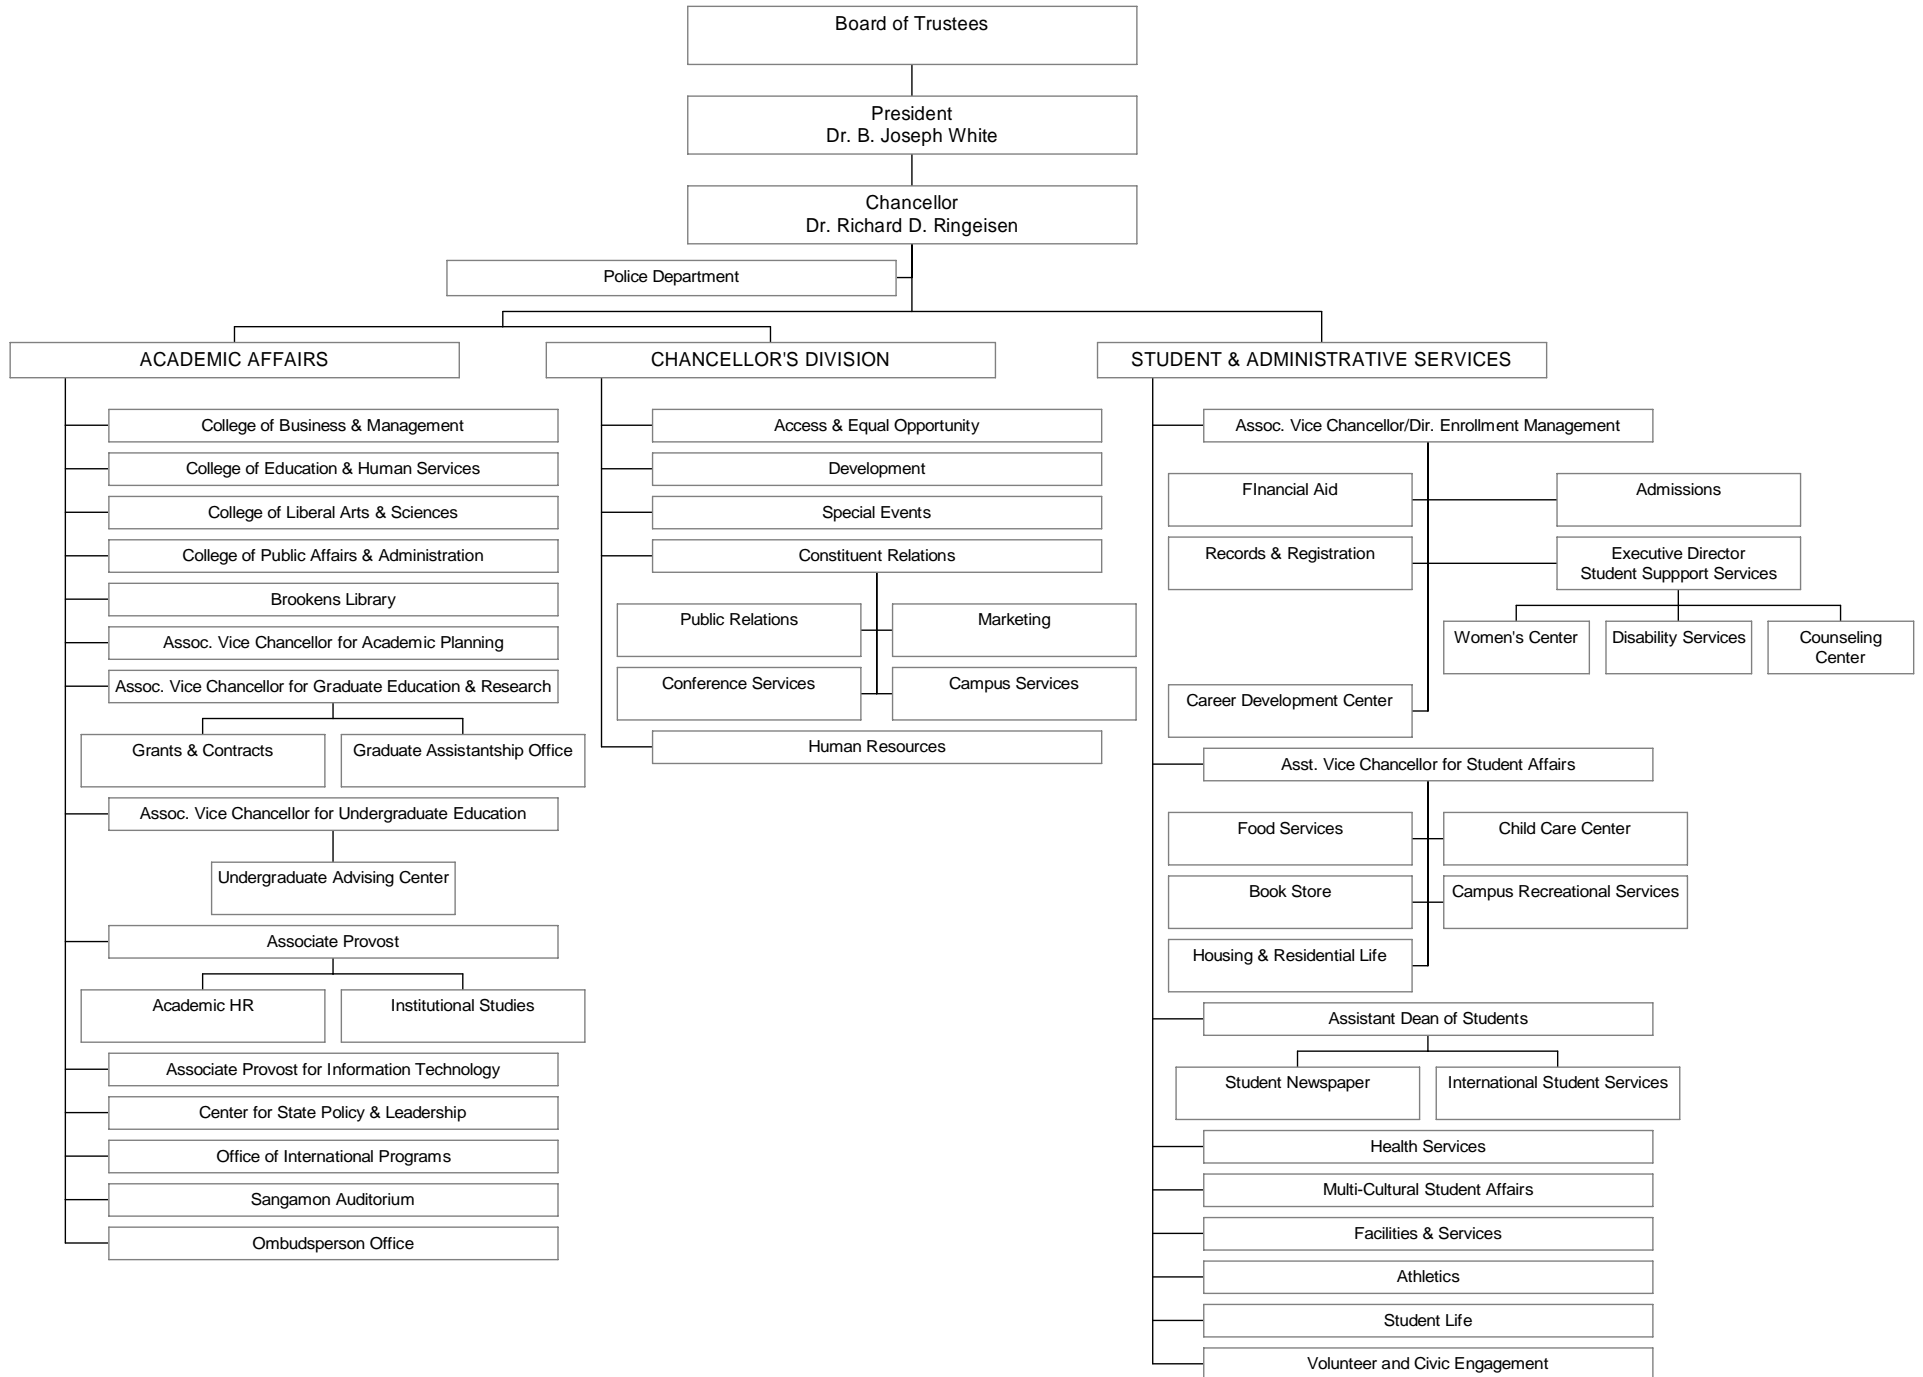 Board of Trustees
President
Dr. B. Joseph White
Chancellor
Dr. Richard D. Ringeisen
Police Department
ACADEMIC AFFAIRS
College of Business & Management
College of Education & Human Services
College of Liberal Arts & Sciences
College of Public Affairs & Administration
Brookens Library
Assoc. Vice Chancellor for Academic Planning
Assoc. Vice Chancellor for Graduate Education & Research
Grants & Contracts
Graduate Assistantship Office
Assoc. Vice Chancellor for Undergraduate Education
Undergraduate Advising Center
Associate Provost
Academic HR
Institutional Studies
Associate Provost for Information Technology
Center for State Policy & Leadership
Office of International Programs
Sangamon Auditorium
Ombudsperson Office
CHANCELLOR'S DIVISION
Access & Equal Opportunity
Development
Special Events
Constituent Relations
Public Relations
Marketing
Conference Services
Campus Services
Human Resources
STUDENT & ADMINISTRATIVE SERVICES
Assoc. Vice Chancellor/Dir. Enrollment Management
FInancial Aid
Admissions
Records & Registration
Executive Director
Student Suppport Services
Women's Center
Disability Services
Counseling
Center
Career Development Center
Asst. Vice Chancellor for Student Affairs
Food Services
Child Care Center
Book Store
Campus Recreational Services
Housing & Residential Life
Assistant Dean of Students
Student Newspaper
International Student Services
Health Services
Multi-Cultural Student Affairs
Facilities & Services
Athletics
Student Life
Volunteer and Civic Engagement